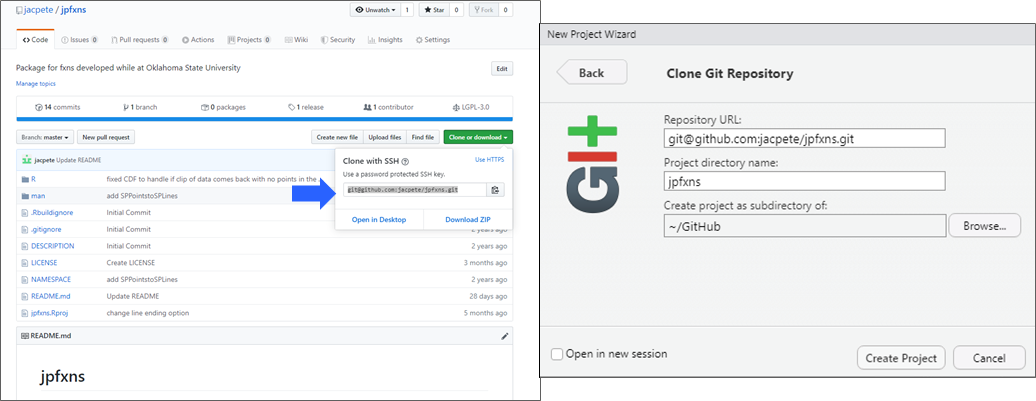 jacpete / jpfxns
Unwatch 1 Star 0 Fork 0
Code Issues 0 Pull requests 0 Actions Projects 0 Wiki Security Insights Settings
Package for fxns developed while at Oklahoma State University Edit
Manage topics
14 commits 1 branch 0 packages 1 release 1 contributor LGPL-3.0
Branch: master New pull request Create new file Upload files Find file Clone or download
jacpete Update README
R fixed CDF to handle if clip of data comes back with no points in the
man add SPPointstoSPLines
.Rbuildignore Initial Commit
.gitignore Initial Commit 2 years ago
DESCRIPTION Initial Commit 2 years ago
LICENSE Create LICENSE 3 months ago
NAMESPACE add SPPointstoSPLines 2 years ago
README.md Update README 28 days ago
jpfxns.Rproj change line ending option 5 months ago
Clone with SSH Use HTTPS
Use a password protected SSH key.
git@github.com:jacpete/jpfxns.git
Open in Desktop Download ZIP
README.md
jpfxns
New Project Wizard
Back Clone Git Repository
GIT
Repository URL:
git@github.com:jacpete/jpfxns.git
Project directory name:
jpfxns
Create project as subdirectory of:
~/GitHub Browse...
Open in new session Create Project Cancel